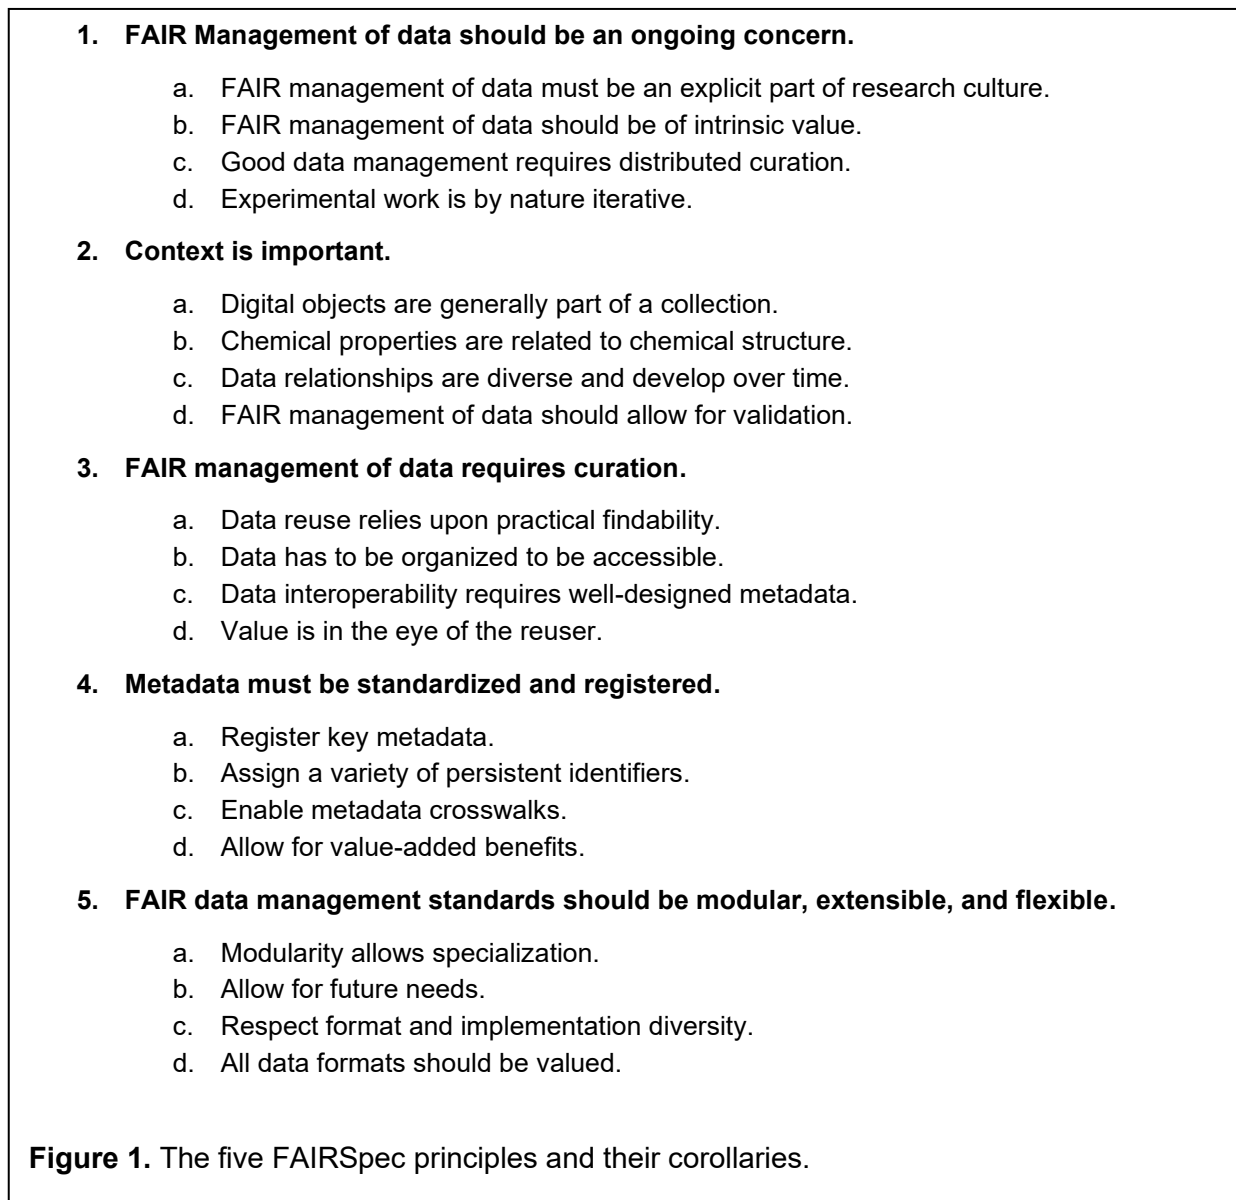 1. FAIR Management of data should be an ongoing concern.
a. FAIR management of data must be an explicit part of research culture.
b. FAIR management of data should be of intrinsic value.
c. Good data management requires distributed curation.
d. Experimental work is by nature iterative.
2. Context is important.
a. Digital objects are generally part of a collection.
b. Chemical properties are related to chemical structure.
c. Data relationships are diverse and develop over time.
d. FAIR management of data should allow for validation.
3. FAIR management of data requires curation.
a. Data reuse relies upon practical findability.
b. Data has to be organized to be accessible.
c. Data interoperability requires well-designed metadata.
d. Value is in the eye of the reuser.
4. Metadata must be standardized and registered.
a. Register key metadata.
b. Assign a variety of persistent identifiers.
c. Enable metadata crosswalks.
d. Allow for value-added benefits.
5. FAIR data management standards should be modular, extensible, and flexible.
a. Modularity allows specialization.
b. Allow for future needs.
c. Respect format and implementation diversity.
d. All data formats should be valued.
Figure 1. The five FAIRSpec principles and their corollaries.